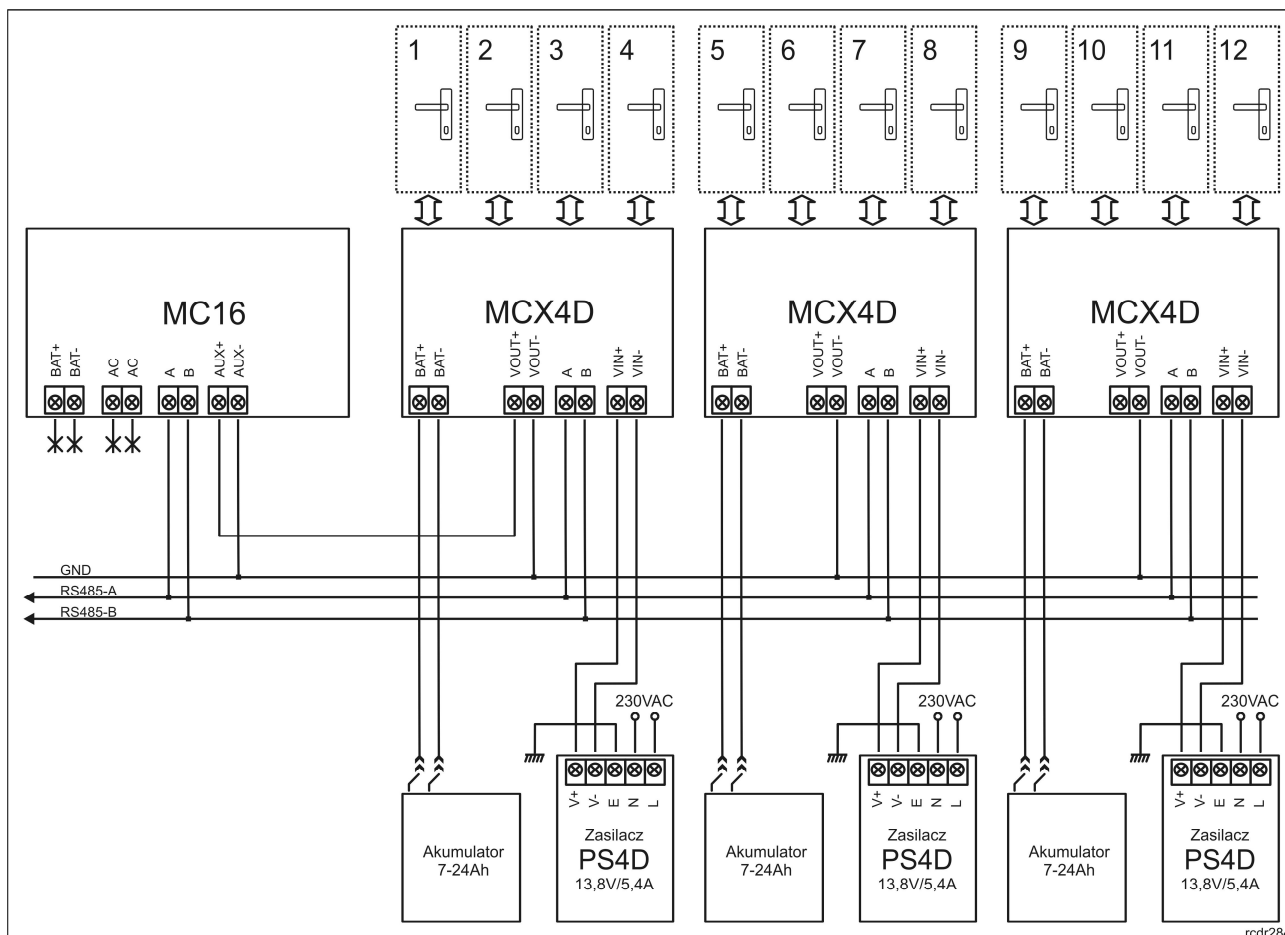 1 2 3 4 5 6 7 8 9 10 11 12
MC16
BAT+ BAT- AC AC A B AUX+ AUX-
MCX4D
BAT+ BAT- VOUT+ VOUT- A B VIN+ VIN-
MCX4D
BAT+ BAT- VOUT+ VOUT- A B VIN+ VIN-
MCX4D
BAT+ BAT- VOUT+ VOUT- A B VIN+ VIN-
GND
RS485-A
RS485-B
230VAC
230VAC
230VAC
Akumulator
7-24Ah
V+ V- E N L
Zasilacz
PS4D
13,8V/5,4A
Akumulator
7-24Ah
V+ V- E N L
Zasilacz
PS4D
13,8V/5,4A
Akumulator
7-24Ah
V+ V- E N L
Zasilacz
PS4D
13,8V/5,4A